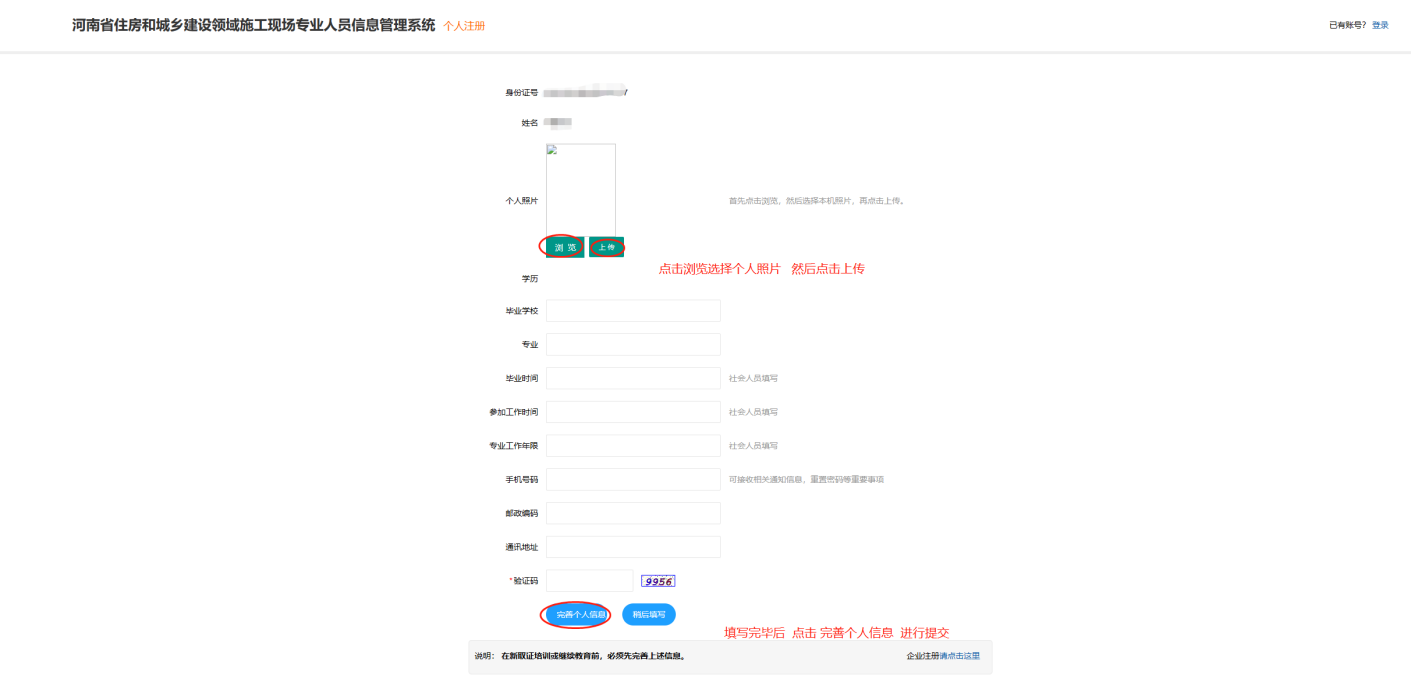 河南省住房和城乡建设领域施工现场专业人员信息管理系统 个人注册 已有账号? 登录
身份证号
姓名
个人照片 首先点击浏览，然后选择本机照片，再点击上传。
浏览 上传
点击浏览选择个人照片 然后点击上传
学历
毕业学校
专业
毕业时间 社会人员填写
参加工作时间 社会人员填写
专业工作年限 社会人员填写
手机号码 可接收相关通知信息，重置密码等重要事项
邮政编码
通讯地址
*验证码 9956
完善个人信息 稍后填写
填写完毕后 点击 完善个人信息 进行提交
说明： 在新取证培训或继续教育前，必须先完善上述信息。 企业注册请点击这里